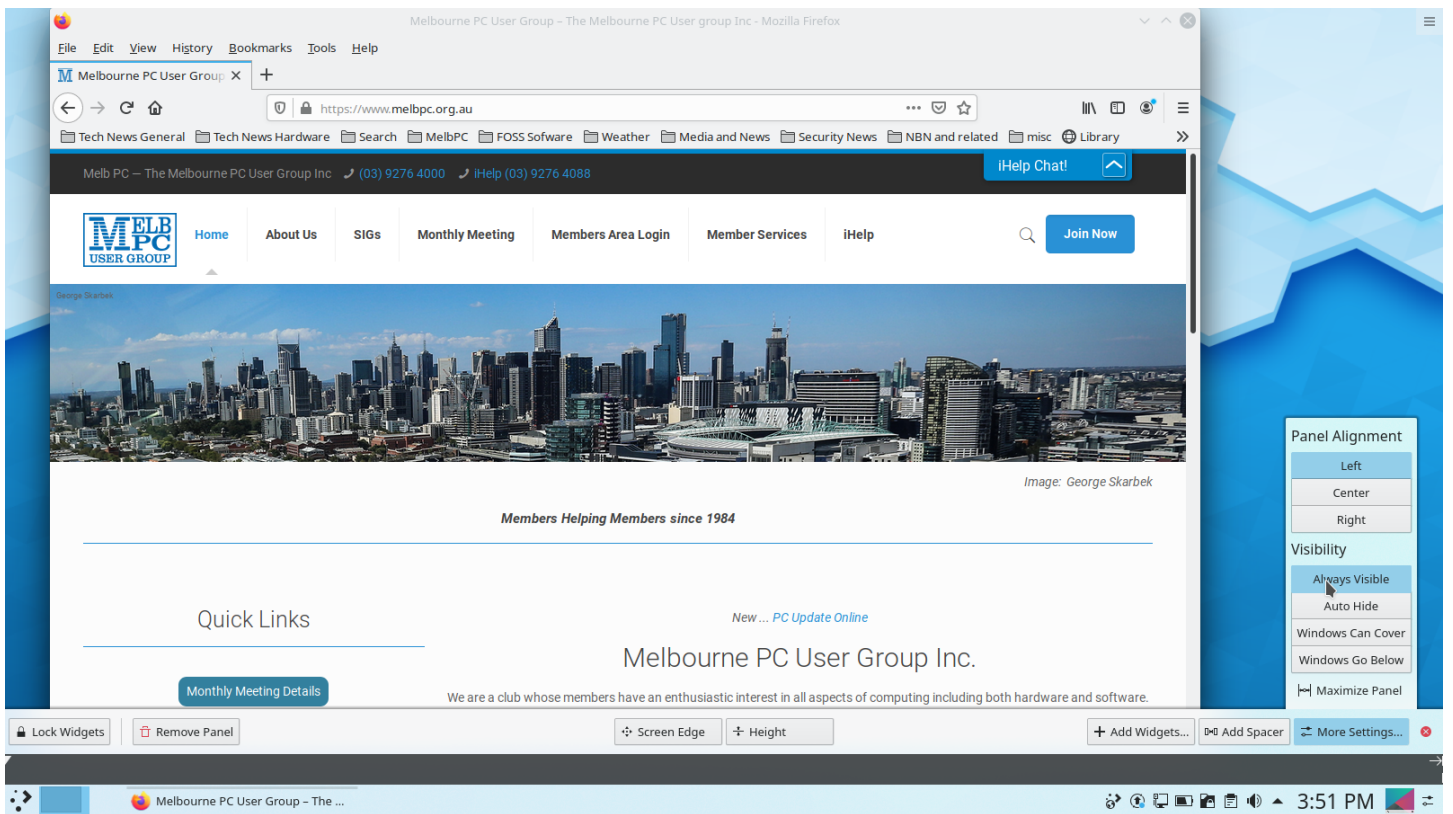 Melbourne PC User Group – The Melbourne PC User group Inc - Mozilla Firefox
File Edit View History Bookmarks Tools Help
Melbourne PC User Group
https://www.melbpc.org.au
Tech News General Tech News Hardware Search MelbPC FOSS Sofware Weather Media and News Security News NBN and related misc Library
Melb PC — The Melbourne PC User Group Inc (03) 9276 4000 iHelp (03) 9276 4088 iHelp Chat!
MELB PC USER GROUP
Home About Us SIGs Monthly Meeting Members Area Login Member Services iHelp Join Now
George Skarbek
Image: George Skarbek
Members Helping Members since 1984
Quick Links
Monthly Meeting Details
New ... PC Update Online
Melbourne PC User Group Inc.
We are a club whose members have an enthusiastic interest in all aspects of computing including both hardware and software.
Panel Alignment
Left
Center
Right
Visibility
Always Visible
Auto Hide
Windows Can Cover
Windows Go Below
Maximize Panel
Lock Widgets Remove Panel Screen Edge Height Add Widgets... Add Spacer More Settings...
Melbourne PC User Group – The ... 3:51 PM